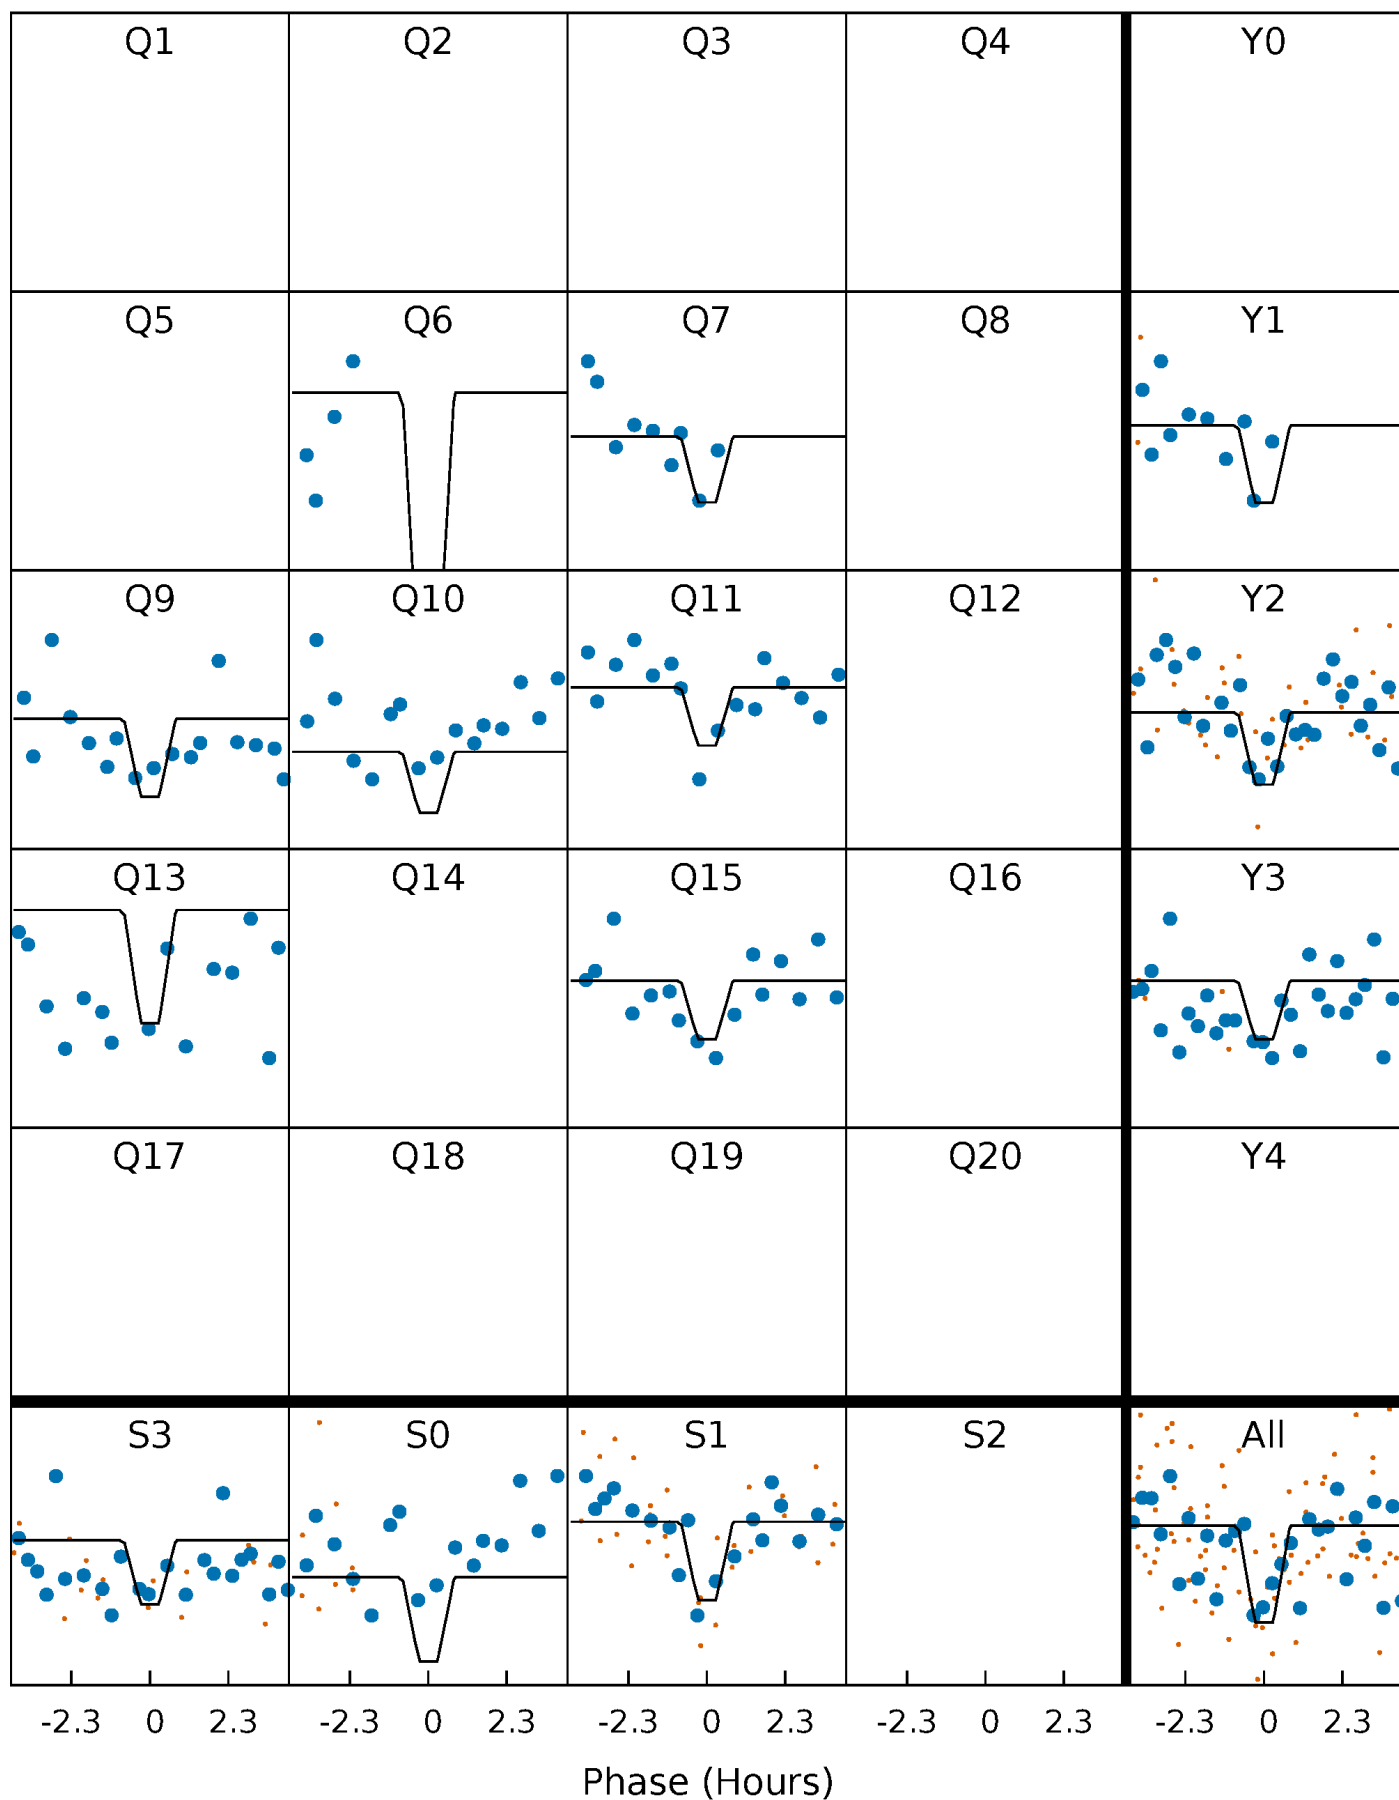 Q1 Q2 Q3 Q4 Y0
Q5 Q6 Q7 Q8 Y1
Q9 Q10 Q11 Q12 Y2
Q13 Q14 Q15 Q16 Y3
Q17 Q18 Q19 Q20 Y4
S3 S0 S1 S2 All
-2.3 0 2.3 -2.3 0 2.3 -2.3 0 2.3 -2.3 0 2.3 -2.3 0 2.3
Phase (Hours)